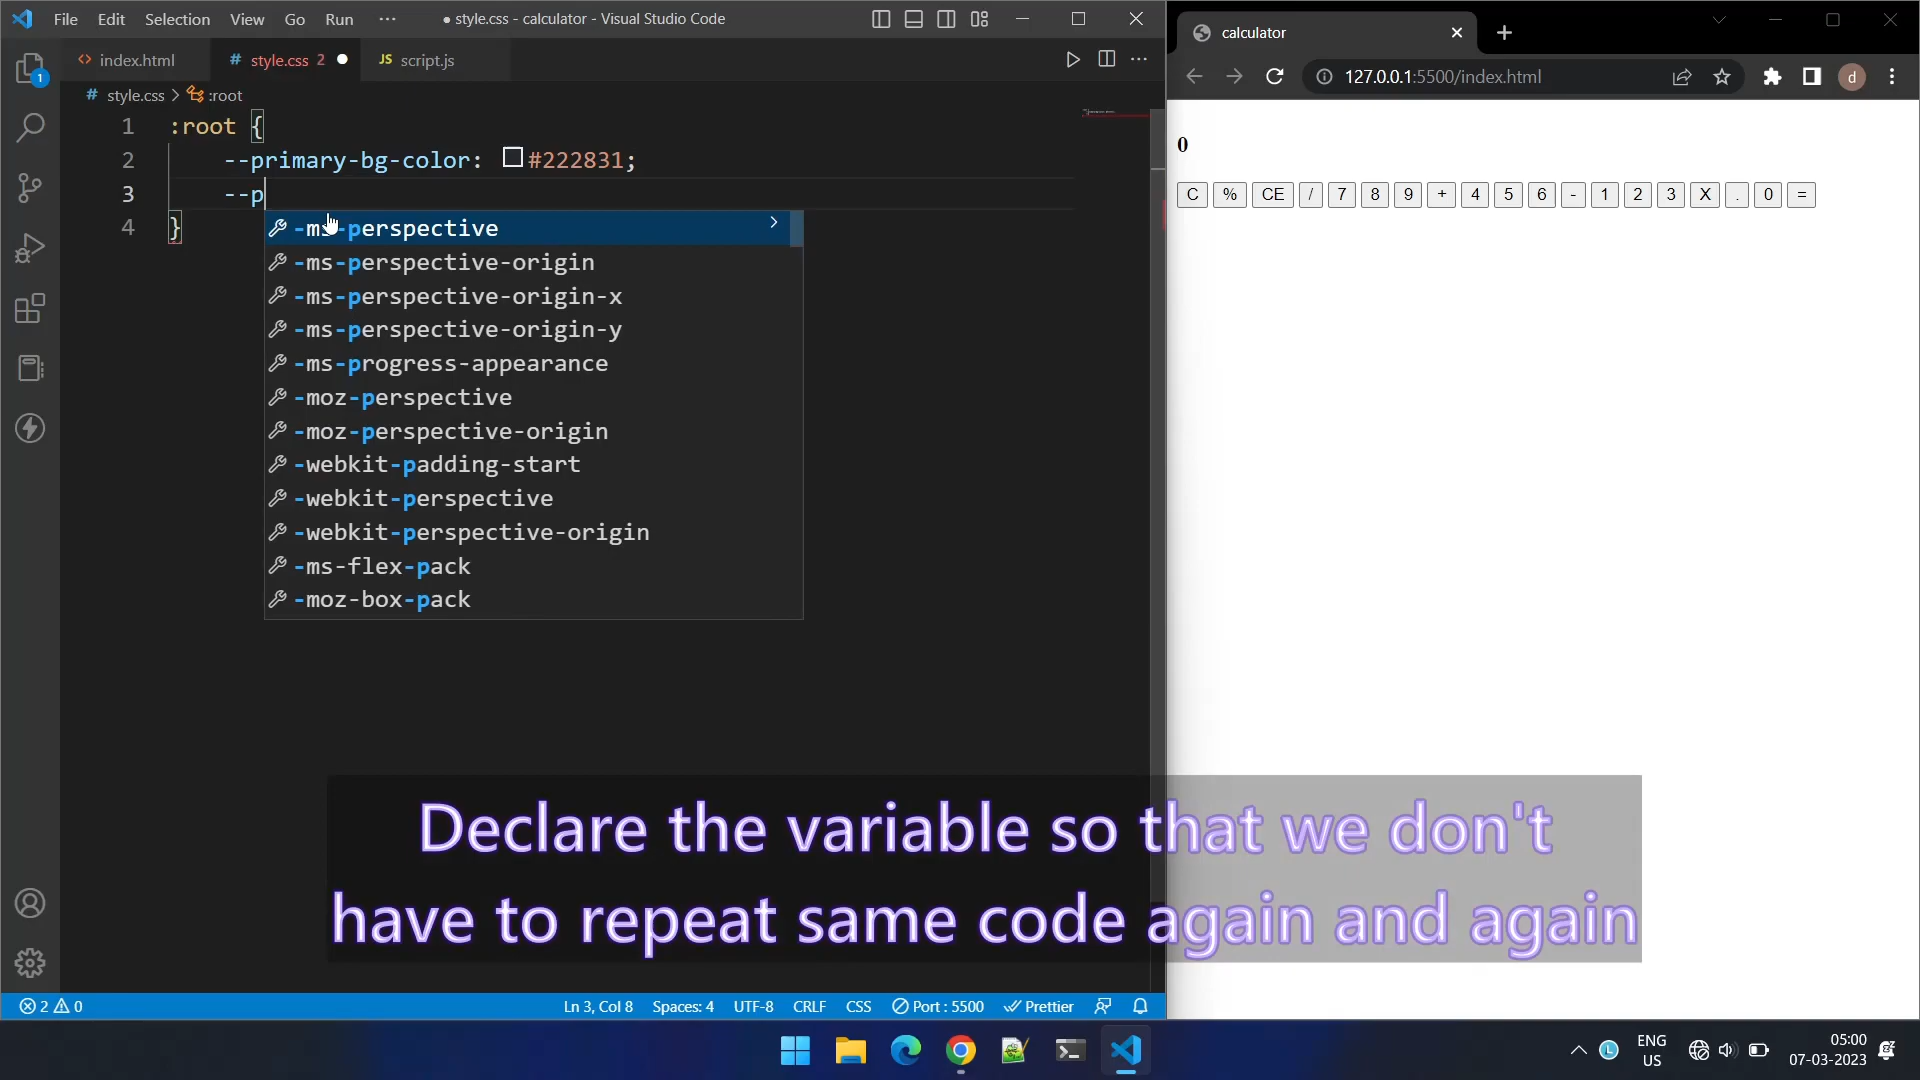 File Edit Selection View Go Run ··· ● style.css - calculator - Visual Studio Code
<> index.html # style.css 2 ● JS script.js
# style.css > :root
1 :root {
2 --primary-bg-color: #222831;
3 --p
4 }
-ms-perspective >
-ms-perspective-origin
-ms-perspective-origin-x
-ms-perspective-origin-y
-ms-progress-appearance
-moz-perspective
-moz-perspective-origin
-webkit-padding-start
-webkit-perspective
-webkit-perspective-origin
-ms-flex-pack
-moz-box-pack
1
calculator
127.0.0.1:5500/index.html
d
0
C % CE / 7 8 9 + 4 5 6 - 1 2 3 X . 0 =
Declare the variable so that we don't
have to repeat same code again and again
2 0 Ln 3, Col 8 Spaces: 4 UTF-8 CRLF CSS Port : 5500 Prettier
L
ENG
US
05:00
07-03-2023